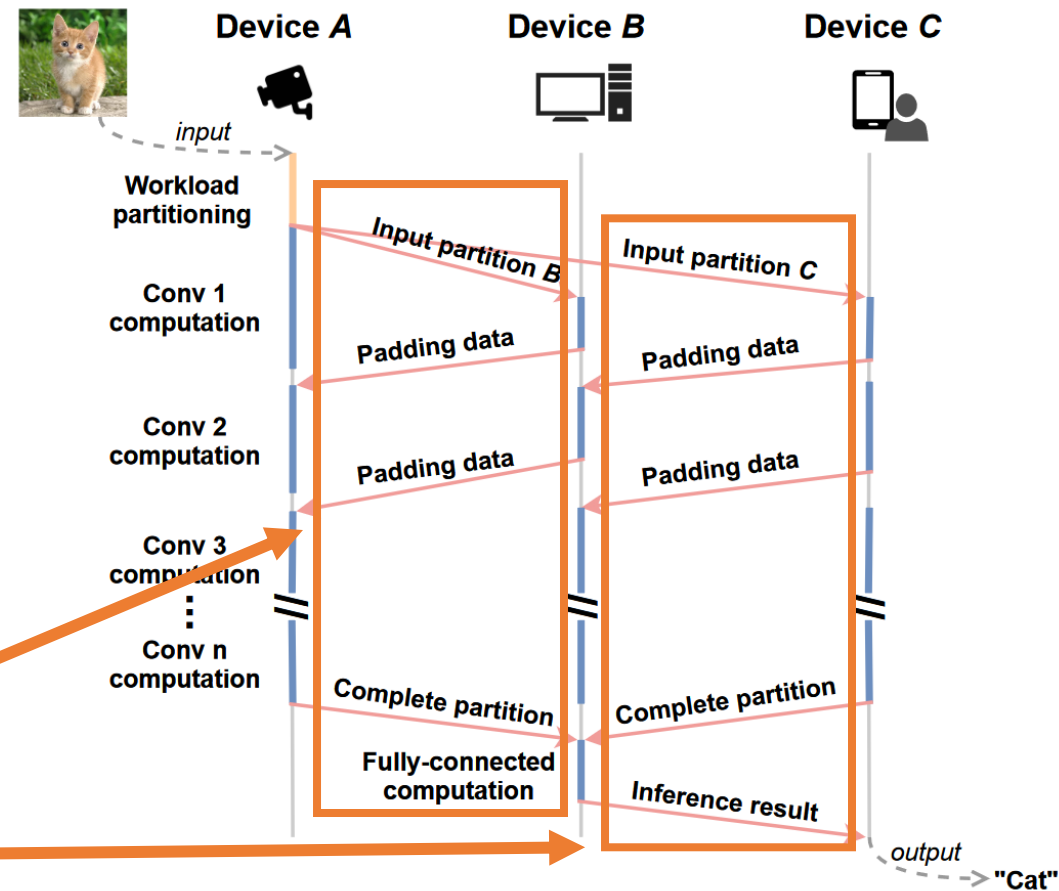 Device A
Device B
Device C
input
Workload
partitioning
Input partition B
Input partition C
Conv 1
computation
Padding data
Padding data
Conv 2
computation
Padding data
Padding data
Conv 3
computation
⋮
Conv n
computation
Complete partition
Complete partition
Fully-connected
computation
Inference result
output
"Cat"